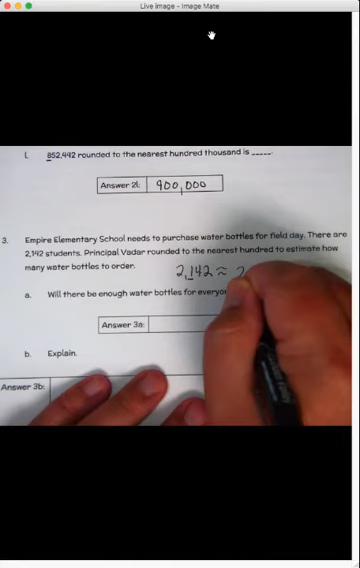 Live image - Image Mate
l. 852,442 rounded to the nearest hundred thousand is _____.
Answer 2l: 900,000
3. Empire Elementary School needs to purchase water bottles for field day. There are
2,142 students. Principal Vadar rounded to the nearest hundred to estimate how
many water bottles to order.
2,142 ≈ 2
a. Will there be enough water bottles for
Answer 3a:
b. Explain.
Answer 3b: